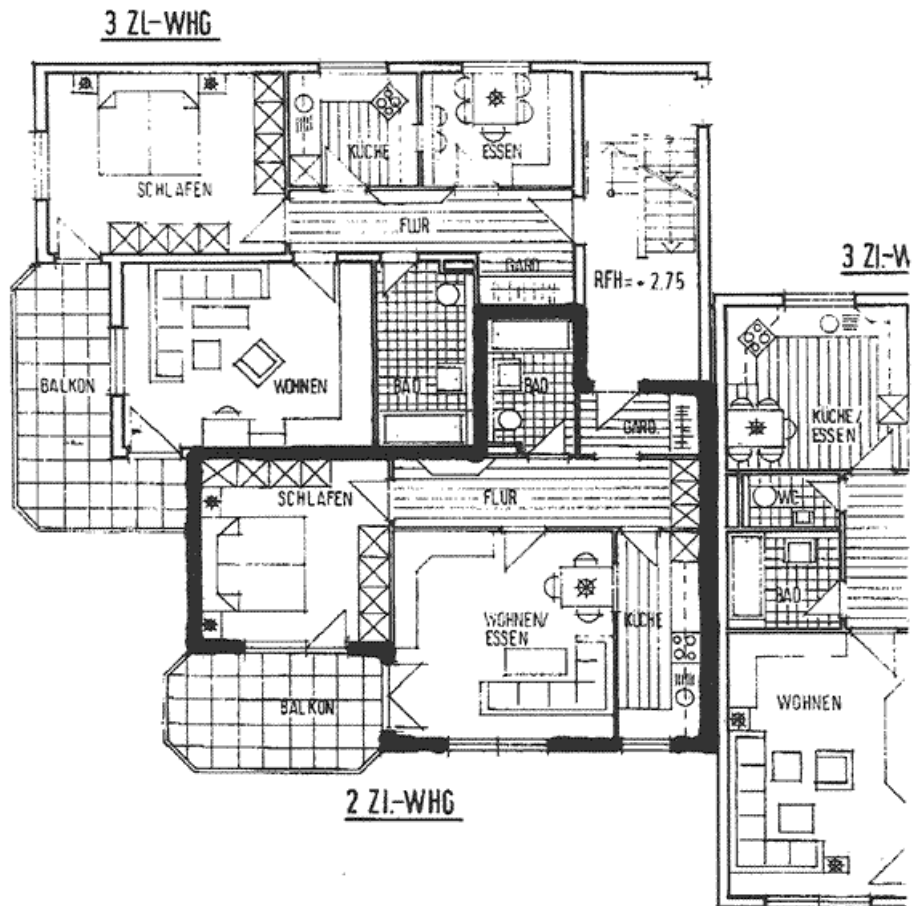 3 ZI.-WHG
KÜCHE
ESSEN
SCHLAFEN
FLUR
GARD.
RFH= + 2.75
3 ZI.-W
BALKON
WOHNEN
BAD
BAD
GARD.
KÜCHE/
ESSEN
SCHLAFEN
FLUR
WC
WOHNEN/
ESSEN
KÜCHE
BAD
BALKON
WOHNEN
2 ZI.-WHG